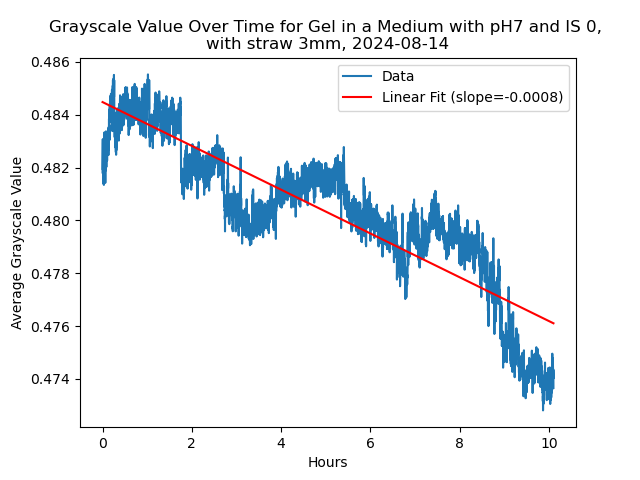 Grayscale Value Over Time for Gel in a Medium with pH7 and IS 0,
with straw 3mm, 2024-08-14
Data
Linear Fit (slope=-0.0008)
Average Grayscale Value
0.486
0.484
0.482
0.480
0.478
0.476
0.474
0
2
4
6
8
10
Hours